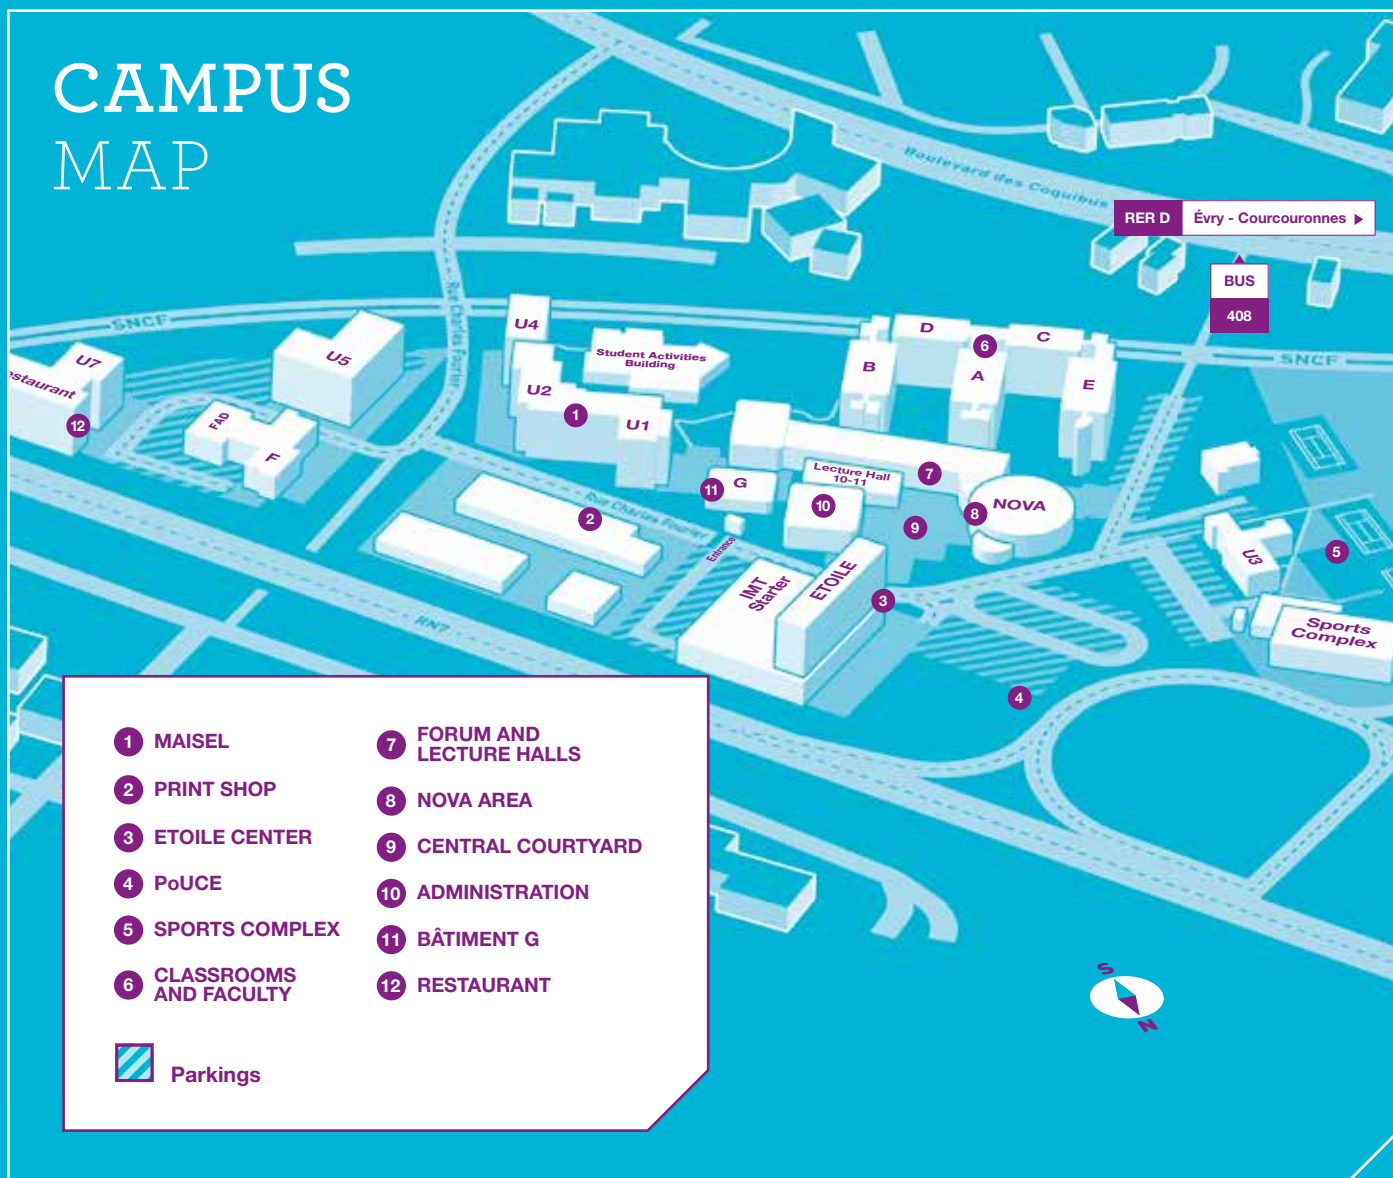 CAMPUS
MAP
Boulevard des Coquibus
RER D
Évry - Courcouronnes
BUS
408
SNCF
SNCF
Rue Charles Fourier
U7
estaurant
12
U5
FAD
F
U4
Student Activities
Building
U2
1
U1
D
C
6
B
A
E
Lecture Hall
10-11
7
11
G
10
8
NOVA
9
2
Rue Charles Fourier
Entrance
IMT
Starter
ETOILE
3
U3
5
Sports
Complex
4
RN7
1 MAISEL
2 PRINT SHOP
3 ETOILE CENTER
4 PoUCE
5 SPORTS COMPLEX
6 CLASSROOMS
AND FACULTY
7 FORUM AND
LECTURE HALLS
8 NOVA AREA
9 CENTRAL COURTYARD
10 ADMINISTRATION
11 BÂTIMENT G
12 RESTAURANT
Parkings
S
N